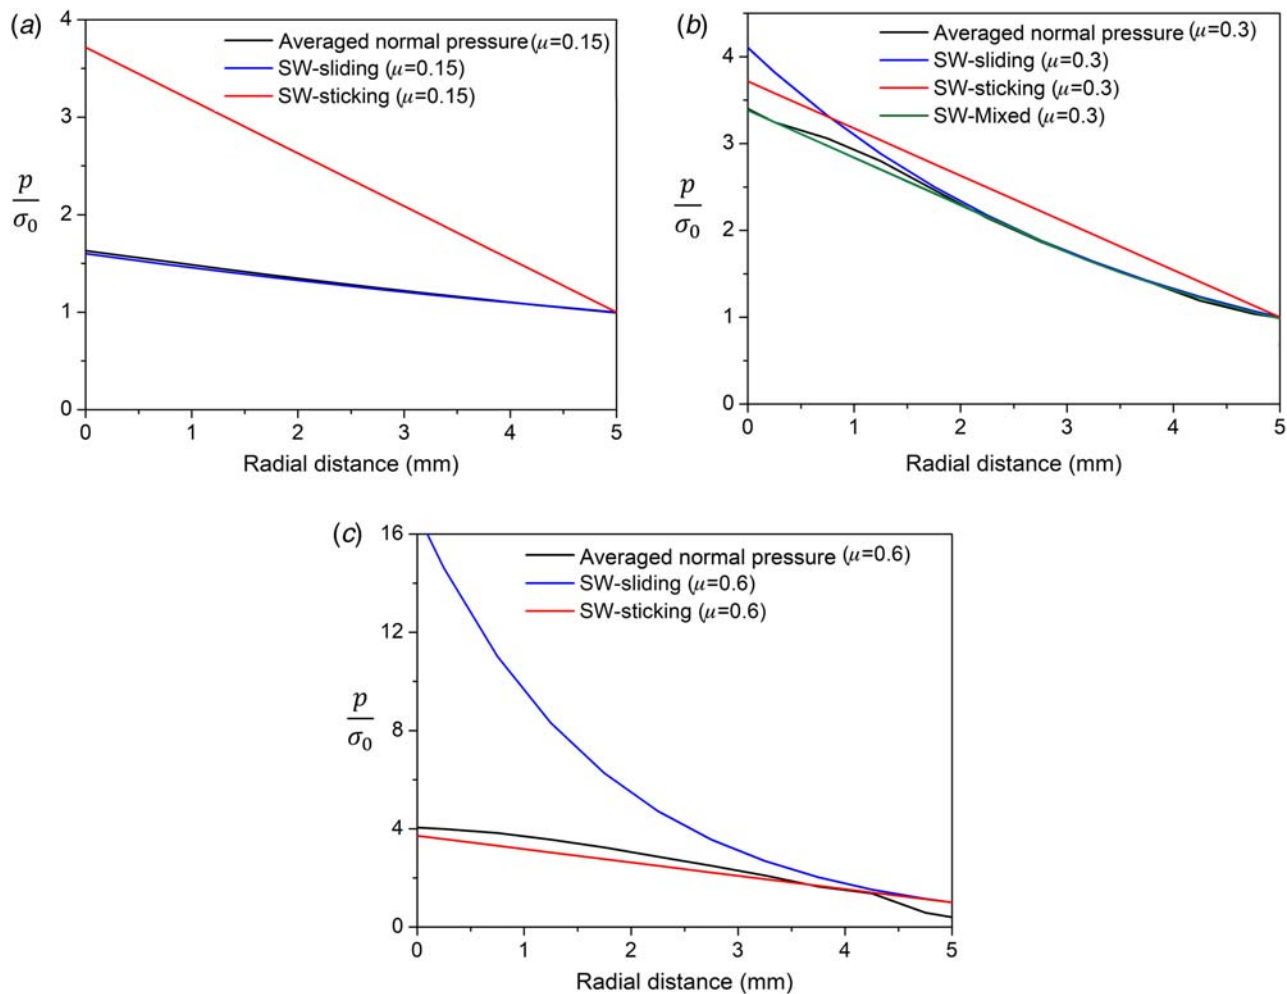 (a)
4
3
2
1
0
p
σ₀
Averaged normal pressure (μ=0.15)
SW-sliding (μ=0.15)
SW-sticking (μ=0.15)
0 1 2 3 4 5
Radial distance (mm)
(b)
4
3
2
1
0
p
σ₀
Averaged normal pressure (μ=0.3)
SW-sliding (μ=0.3)
SW-sticking (μ=0.3)
SW-Mixed (μ=0.3)
0 1 2 3 4 5
Radial distance (mm)
(c)
16
12
8
4
0
p
σ₀
Averaged normal pressure (μ=0.6)
SW-sliding (μ=0.6)
SW-sticking (μ=0.6)
0 1 2 3 4 5
Radial distance (mm)